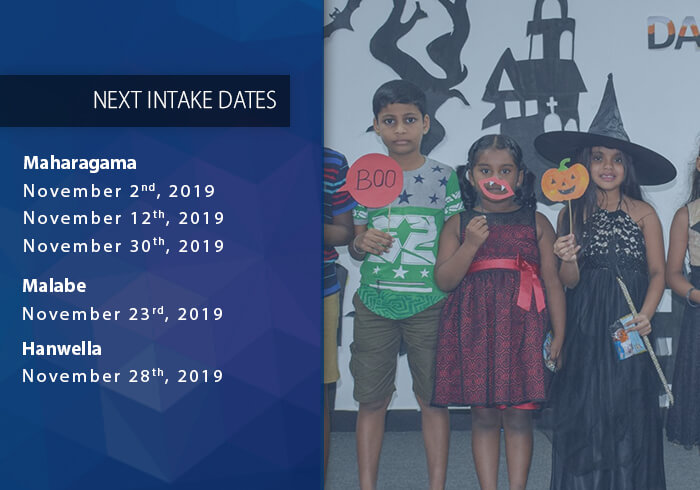 NEXT INTAKE DATES
Maharagama
November 2nd, 2019
November 12th, 2019
November 30th, 2019
Malabe
November 23rd, 2019
Hanwella
November 28th, 2019
BOO
DA